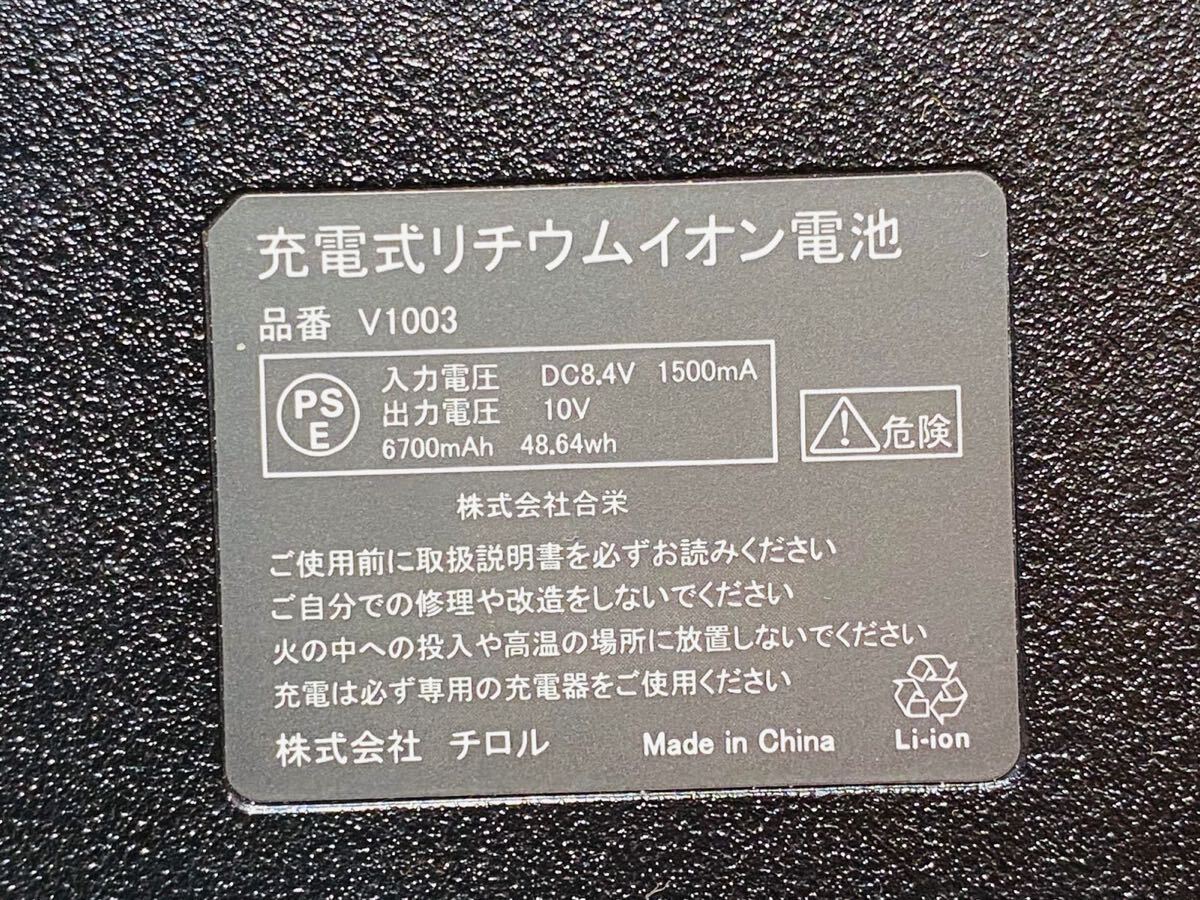 充電式リチウムイオン電池
品番 V1003
PS
E
入力電圧 DC8.4V 1500mA
出力電圧 10V
6700mAh 48.64wh
危険
株式会社合栄
ご使用前に取扱説明書を必ずお読みください
ご自分での修理や改造をしないでください
火の中への投入や高温の場所に放置しないでください
充電は必ず専用の充電器をご使用ください
株式会社 チロル Made in China Li-ion